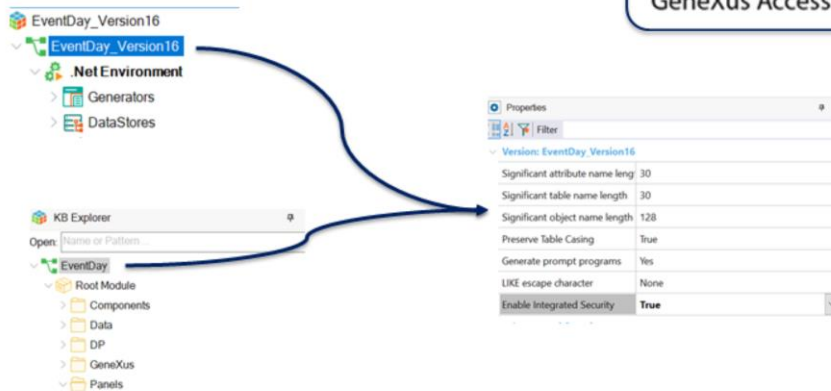 GeneXus Access
EventDay_Version16
EventDay_Version16
.Net Environment
Generators
DataStores
Properties
Filter
Version: EventDay_Version16
Significant attribute name leng 30
Significant table name length 30
Significant object name length 128
Preserve Table Casing True
Generate prompt programs Yes
LIKE escape character None
Enable Integrated Security True
KB Explorer
Open: Name or Pattern...
EventDay
Root Module
Components
Data
DP
GeneXus
Panels